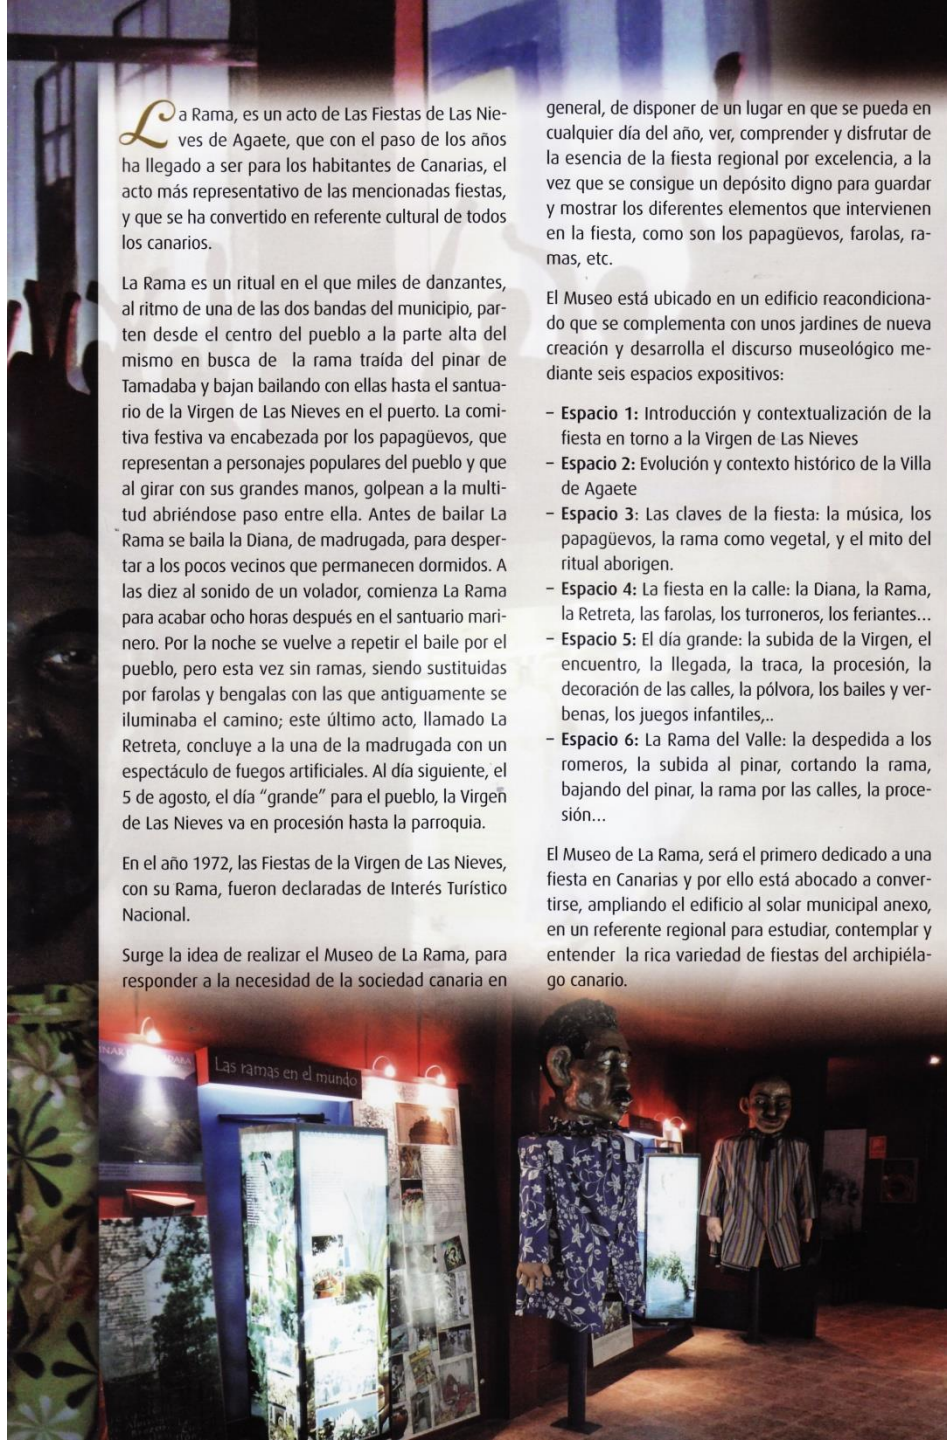 La Rama, es un acto de Las Fiestas de Las Nie-
ves de Agaete, que con el paso de los años
ha llegado a ser para los habitantes de Canarias, el
acto más representativo de las mencionadas fiestas,
y que se ha convertido en referente cultural de todos
los canarios.
La Rama es un ritual en el que miles de danzantes,
al ritmo de una de las dos bandas del municipio, par-
ten desde el centro del pueblo a la parte alta del
mismo en busca de la rama traída del pinar de
Tamadaba y bajan bailando con ellas hasta el santua-
rio de la Virgen de Las Nieves en el puerto. La comi-
tiva festiva va encabezada por los papagüevos, que
representan a personajes populares del pueblo y que
al girar con sus grandes manos, golpean a la multi-
tud abriéndose paso entre ella. Antes de bailar La
Rama se baila la Diana, de madrugada, para desper-
tar a los pocos vecinos que permanecen dormidos. A
las diez al sonido de un volador, comienza La Rama
para acabar ocho horas después en el santuario mari-
nero. Por la noche se vuelve a repetir el baile por el
pueblo, pero esta vez sin ramas, siendo sustituidas
por farolas y bengalas con las que antiguamente se
iluminaba el camino; este último acto, llamado La
Retreta, concluye a la una de la madrugada con un
espectáculo de fuegos artificiales. Al día siguiente, el
5 de agosto, el día “grande” para el pueblo, la Virgen
de Las Nieves va en procesión hasta la parroquia.
En el año 1972, las Fiestas de la Virgen de Las Nieves,
con su Rama, fueron declaradas de Interés Turístico
Nacional.
Surge la idea de realizar el Museo de La Rama, para
responder a la necesidad de la sociedad canaria en
general, de disponer de un lugar en que se pueda en
cualquier día del año, ver, comprender y disfrutar de
la esencia de la fiesta regional por excelencia, a la
vez que se consigue un depósito digno para guardar
y mostrar los diferentes elementos que intervienen
en la fiesta, como son los papagüevos, farolas, ra-
mas, etc.
El Museo está ubicado en un edificio reacondiciona-
do que se complementa con unos jardines de nueva
creación y desarrolla el discurso museológico me-
diante seis espacios expositivos:
– Espacio 1: Introducción y contextualización de la
fiesta en torno a la Virgen de Las Nieves
– Espacio 2: Evolución y contexto histórico de la Villa
de Agaete
– Espacio 3: Las claves de la fiesta: la música, los
papagüevos, la rama como vegetal, y el mito del
ritual aborigen.
– Espacio 4: La fiesta en la calle: la Diana, la Rama,
la Retreta, las farolas, los turroneros, los feriantes...
– Espacio 5: El día grande: la subida de la Virgen, el
encuentro, la llegada, la traca, la procesión, la
decoración de las calles, la pólvora, los bailes y ver-
benas, los juegos infantiles,..
– Espacio 6: La Rama del Valle: la despedida a los
romeros, la subida al pinar, cortando la rama,
bajando del pinar, la rama por las calles, la proce-
sión...
El Museo de La Rama, será el primero dedicado a una
fiesta en Canarias y por ello está abocado a conver-
tirse, ampliando el edificio al solar municipal anexo,
en un referente regional para estudiar, contemplar y
entender la rica variedad de fiestas del archipiéla-
go canario.
Las ramas en el mundo